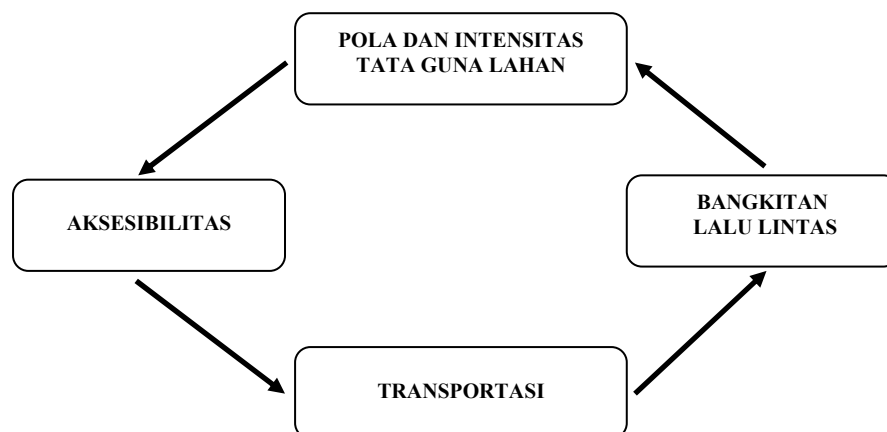 POLA DAN INTENSITAS
TATA GUNA LAHAN
AKSESIBILITAS
BANGKITAN
LALU LINTAS
TRANSPORTASI